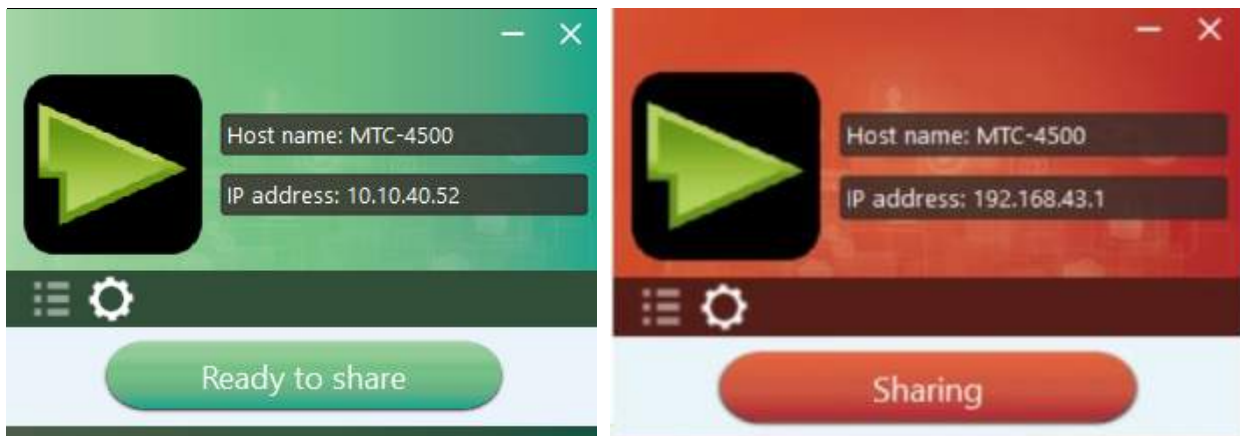 Host name: MTC-4500
IP address: 10.10.40.52
Ready to share
Host name: MTC-4500
IP address: 192.168.43.1
Sharing